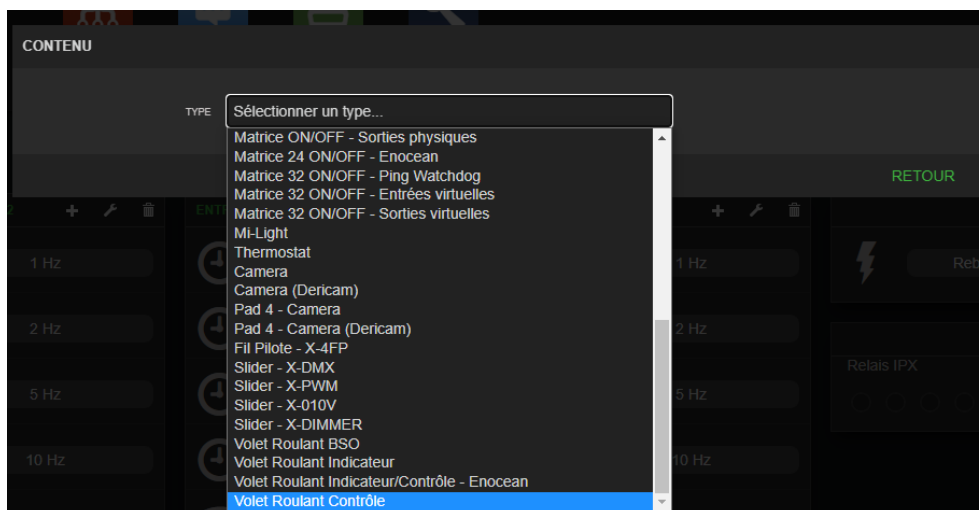 CONTENU
TYPE Sélectionner un type...
Matrice ON/OFF - Sorties physiques
Matrice 24 ON/OFF - Enocean
Matrice 32 ON/OFF - Ping Watchdog
Matrice 32 ON/OFF - Entrées virtuelles
Matrice 32 ON/OFF - Sorties virtuelles
Mi-Light
Thermostat
Camera
Camera (Dericam)
Pad 4 - Camera
Pad 4 - Camera (Dericam)
Fil Pilote - X-4FP
Slider - X-DMX
Slider - X-PWM
Slider - X-010V
Slider - X-DIMMER
Volet Roulant BSO
Volet Roulant Indicateur
Volet Roulant Indicateur/Contrôle - Enocean
Volet Roulant Contrôle
RETOUR
2
1 Hz
2 Hz
5 Hz
10 Hz
ENT
1 Hz
2 Hz
5 Hz
10 Hz
Reb
Relais IPX